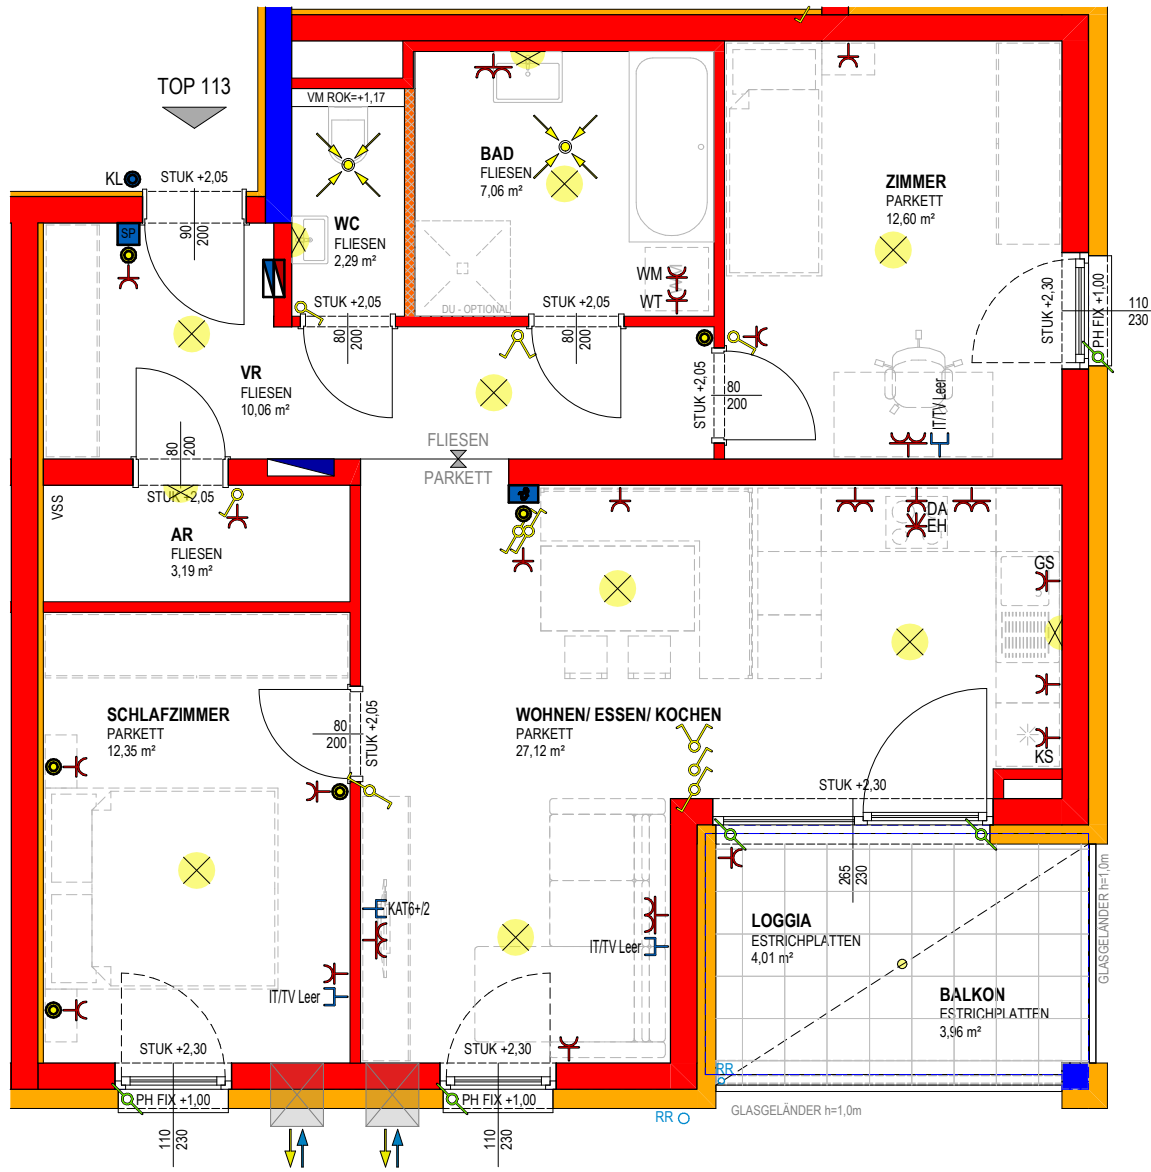 TOP 113
VM ROK=+1,17
KL
STUK +2,05
90
200
SP
WC
FLIESEN
2,29 m²
STUK +2,05
80
200
BAD
FLIESEN
7,06 m²
DU - OPTIONAL
WM
WT
STUK +2,05
80
200
ZIMMER
PARKETT
12,60 m²
STUK +2,30
PH FIX +1,00
110
230
STUK +2,05
80
200
IT/TV Leer
VR
FLIESEN
10,06 m²
80
200
STUK +2,05
FLIESEN
PARKETT
VSS
AR
FLIESEN
3,19 m²
DA
EH
GS
KS
SCHLAFZIMMER
PARKETT
12,35 m²
80
200
STUK +2,05
WOHNEN/ ESSEN/ KOCHEN
PARKETT
27,12 m²
STUK +2,30
265
230
KAT6+/2
IT/TV Leer
IT/TV Leer
LOGGIA
ESTRICHPLATTEN
4,01 m²
BALKON
ESTRICHPLATTEN
3,96 m²
GLASGELÄNDER h=1,0m
STUK +2,30
PH FIX +1,00
110
230
STUK +2,30
PH FIX +1,00
110
230
RR
RR
GLASGELÄNDER h=1,0m